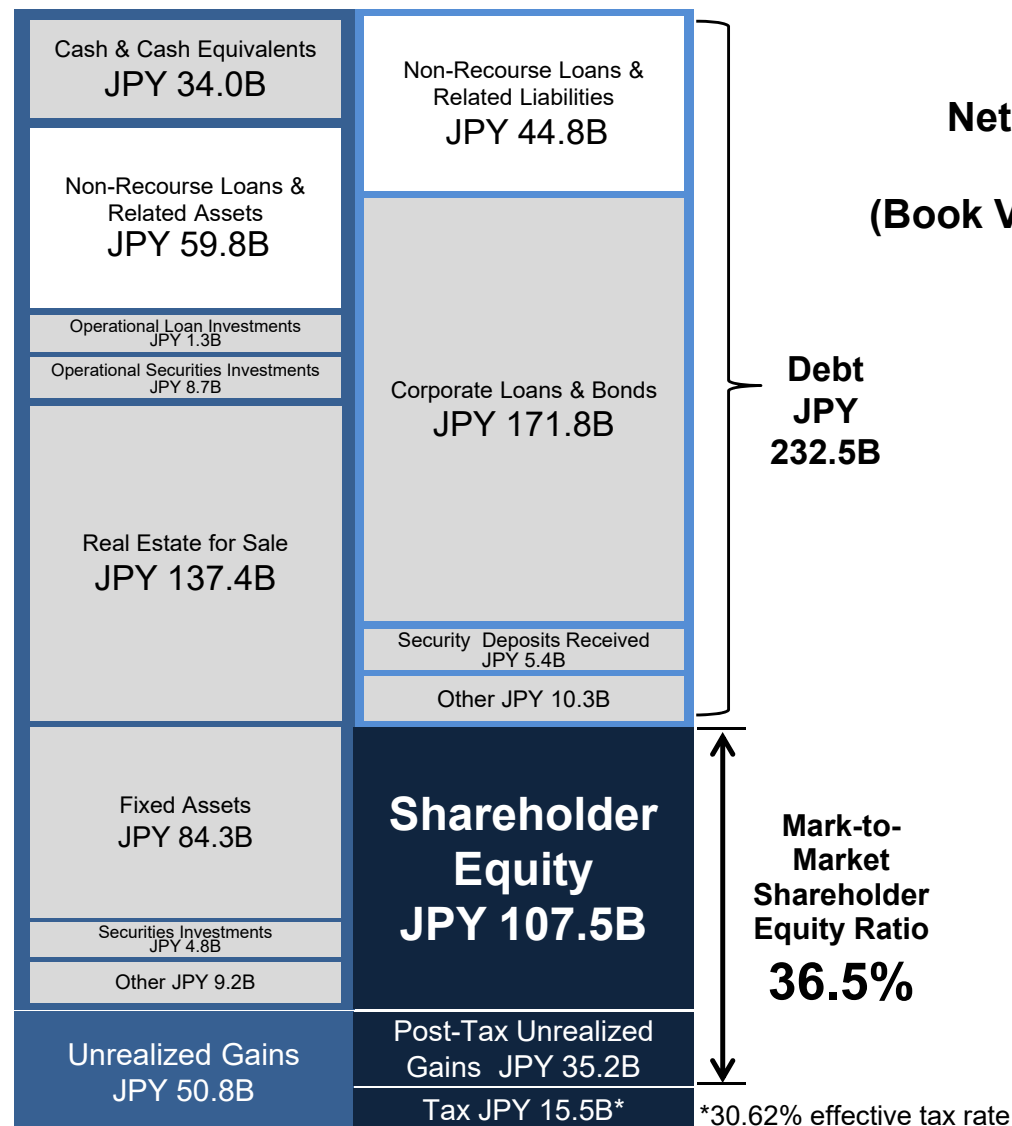 Cash & Cash Equivalents
JPY 34.0B
Non-Recourse Loans &
Related Assets
JPY 59.8B
Operational Loan Investments
JPY 1.3B
Operational Securities Investments
JPY 8.7B
Real Estate for Sale
JPY 137.4B
Fixed Assets
JPY 84.3B
Securities Investments
JPY 4.8B
Other JPY 9.2B
Unrealized Gains
JPY 50.8B
Non-Recourse Loans &
Related Liabilities
JPY 44.8B
Corporate Loans & Bonds
JPY 171.8B
Security Deposits Received
JPY 5.4B
Other JPY 10.3B
Shareholder
Equity
JPY 107.5B
Post-Tax Unrealized
Gains JPY 35.2B
Tax JPY 15.5B*
Net
(Book V
Debt
JPY
232.5B
Mark-to-
Market
Shareholder
Equity Ratio
36.5%
*30.62% effective tax rate